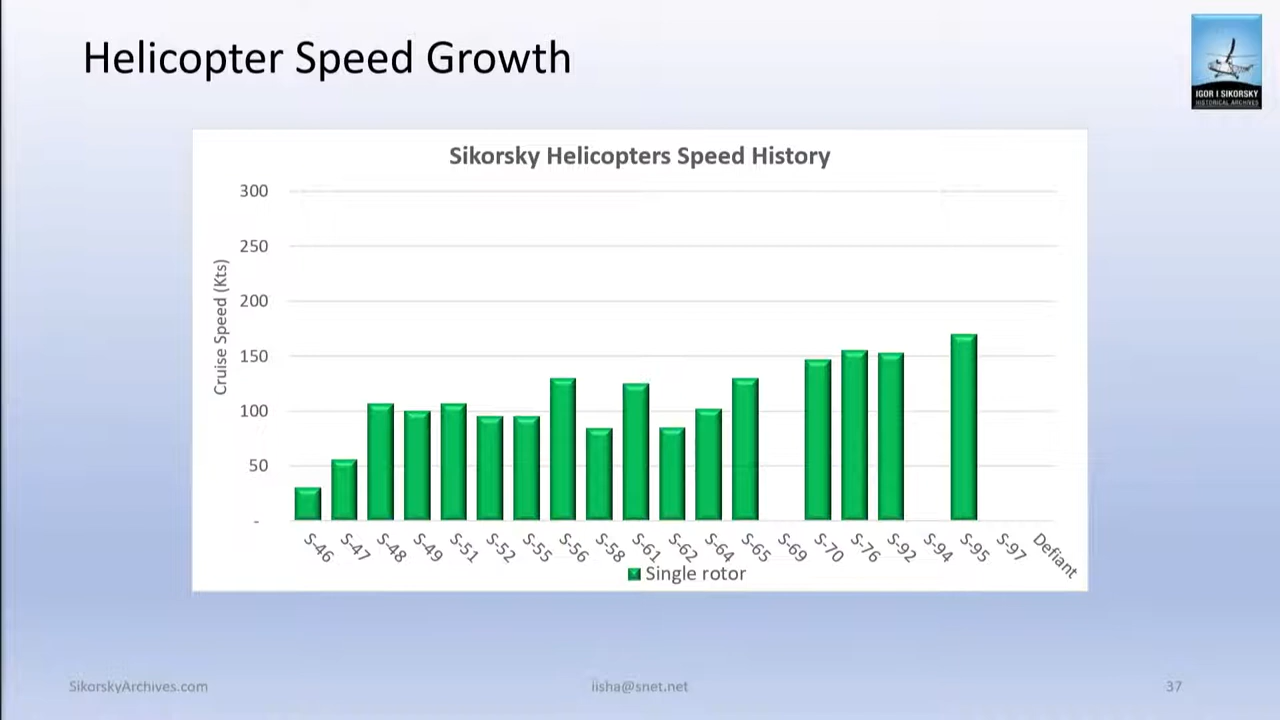 Helicopter Speed Growth
IGOR I SIKORSKY
HISTORICAL ARCHIVES
Sikorsky Helicopters Speed History
Cruise Speed (Kts)
300
250
200
150
100
50
-
S-46
S-47
S-48
S-49
S-51
S-52
S-55
S-56
S-58
S-61
S-62
S-64
S-65
S-69
S-70
S-76
S-92
S-94
S-95
S-97
Defiant
Single rotor
SikorskyArchives.com
iisha@snet.net
37